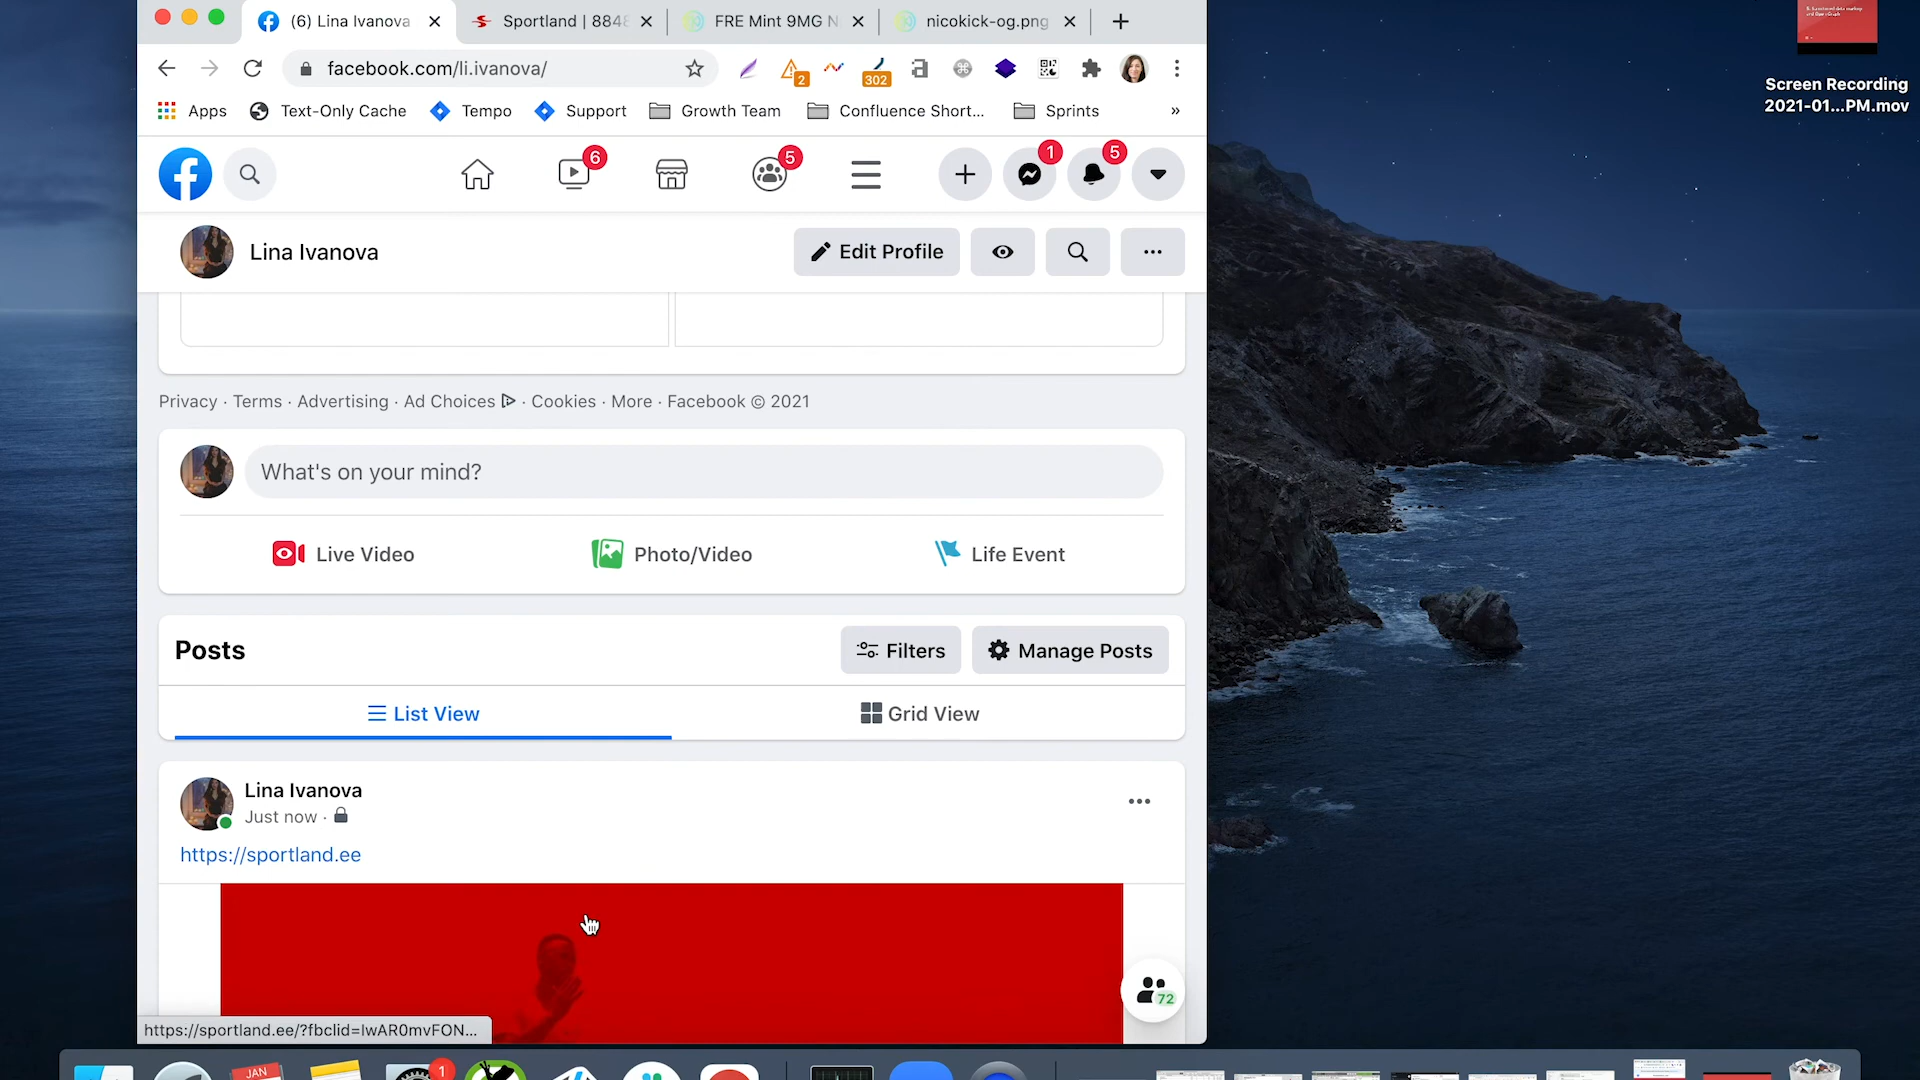 (6) Lina Ivanova
Sportland | 8848
FRE Mint 9MG N
nicokick-og.png
facebook.com/li.ivanova/
2
302
Apps
Text-Only Cache
Tempo
Support
Growth Team
Confluence Short...
Sprints
»
6
5
1
5
Lina Ivanova
Edit Profile
Privacy · Terms · Advertising · Ad Choices · Cookies · More · Facebook © 2021
What's on your mind?
Live Video
Photo/Video
Life Event
Posts
Filters
Manage Posts
List View
Grid View
Lina Ivanova
Just now ·
https://sportland.ee
72
https://sportland.ee/?fbclid=IwAR0mvFON...
JAN
1
Screen Recording
2021-01...PM.mov